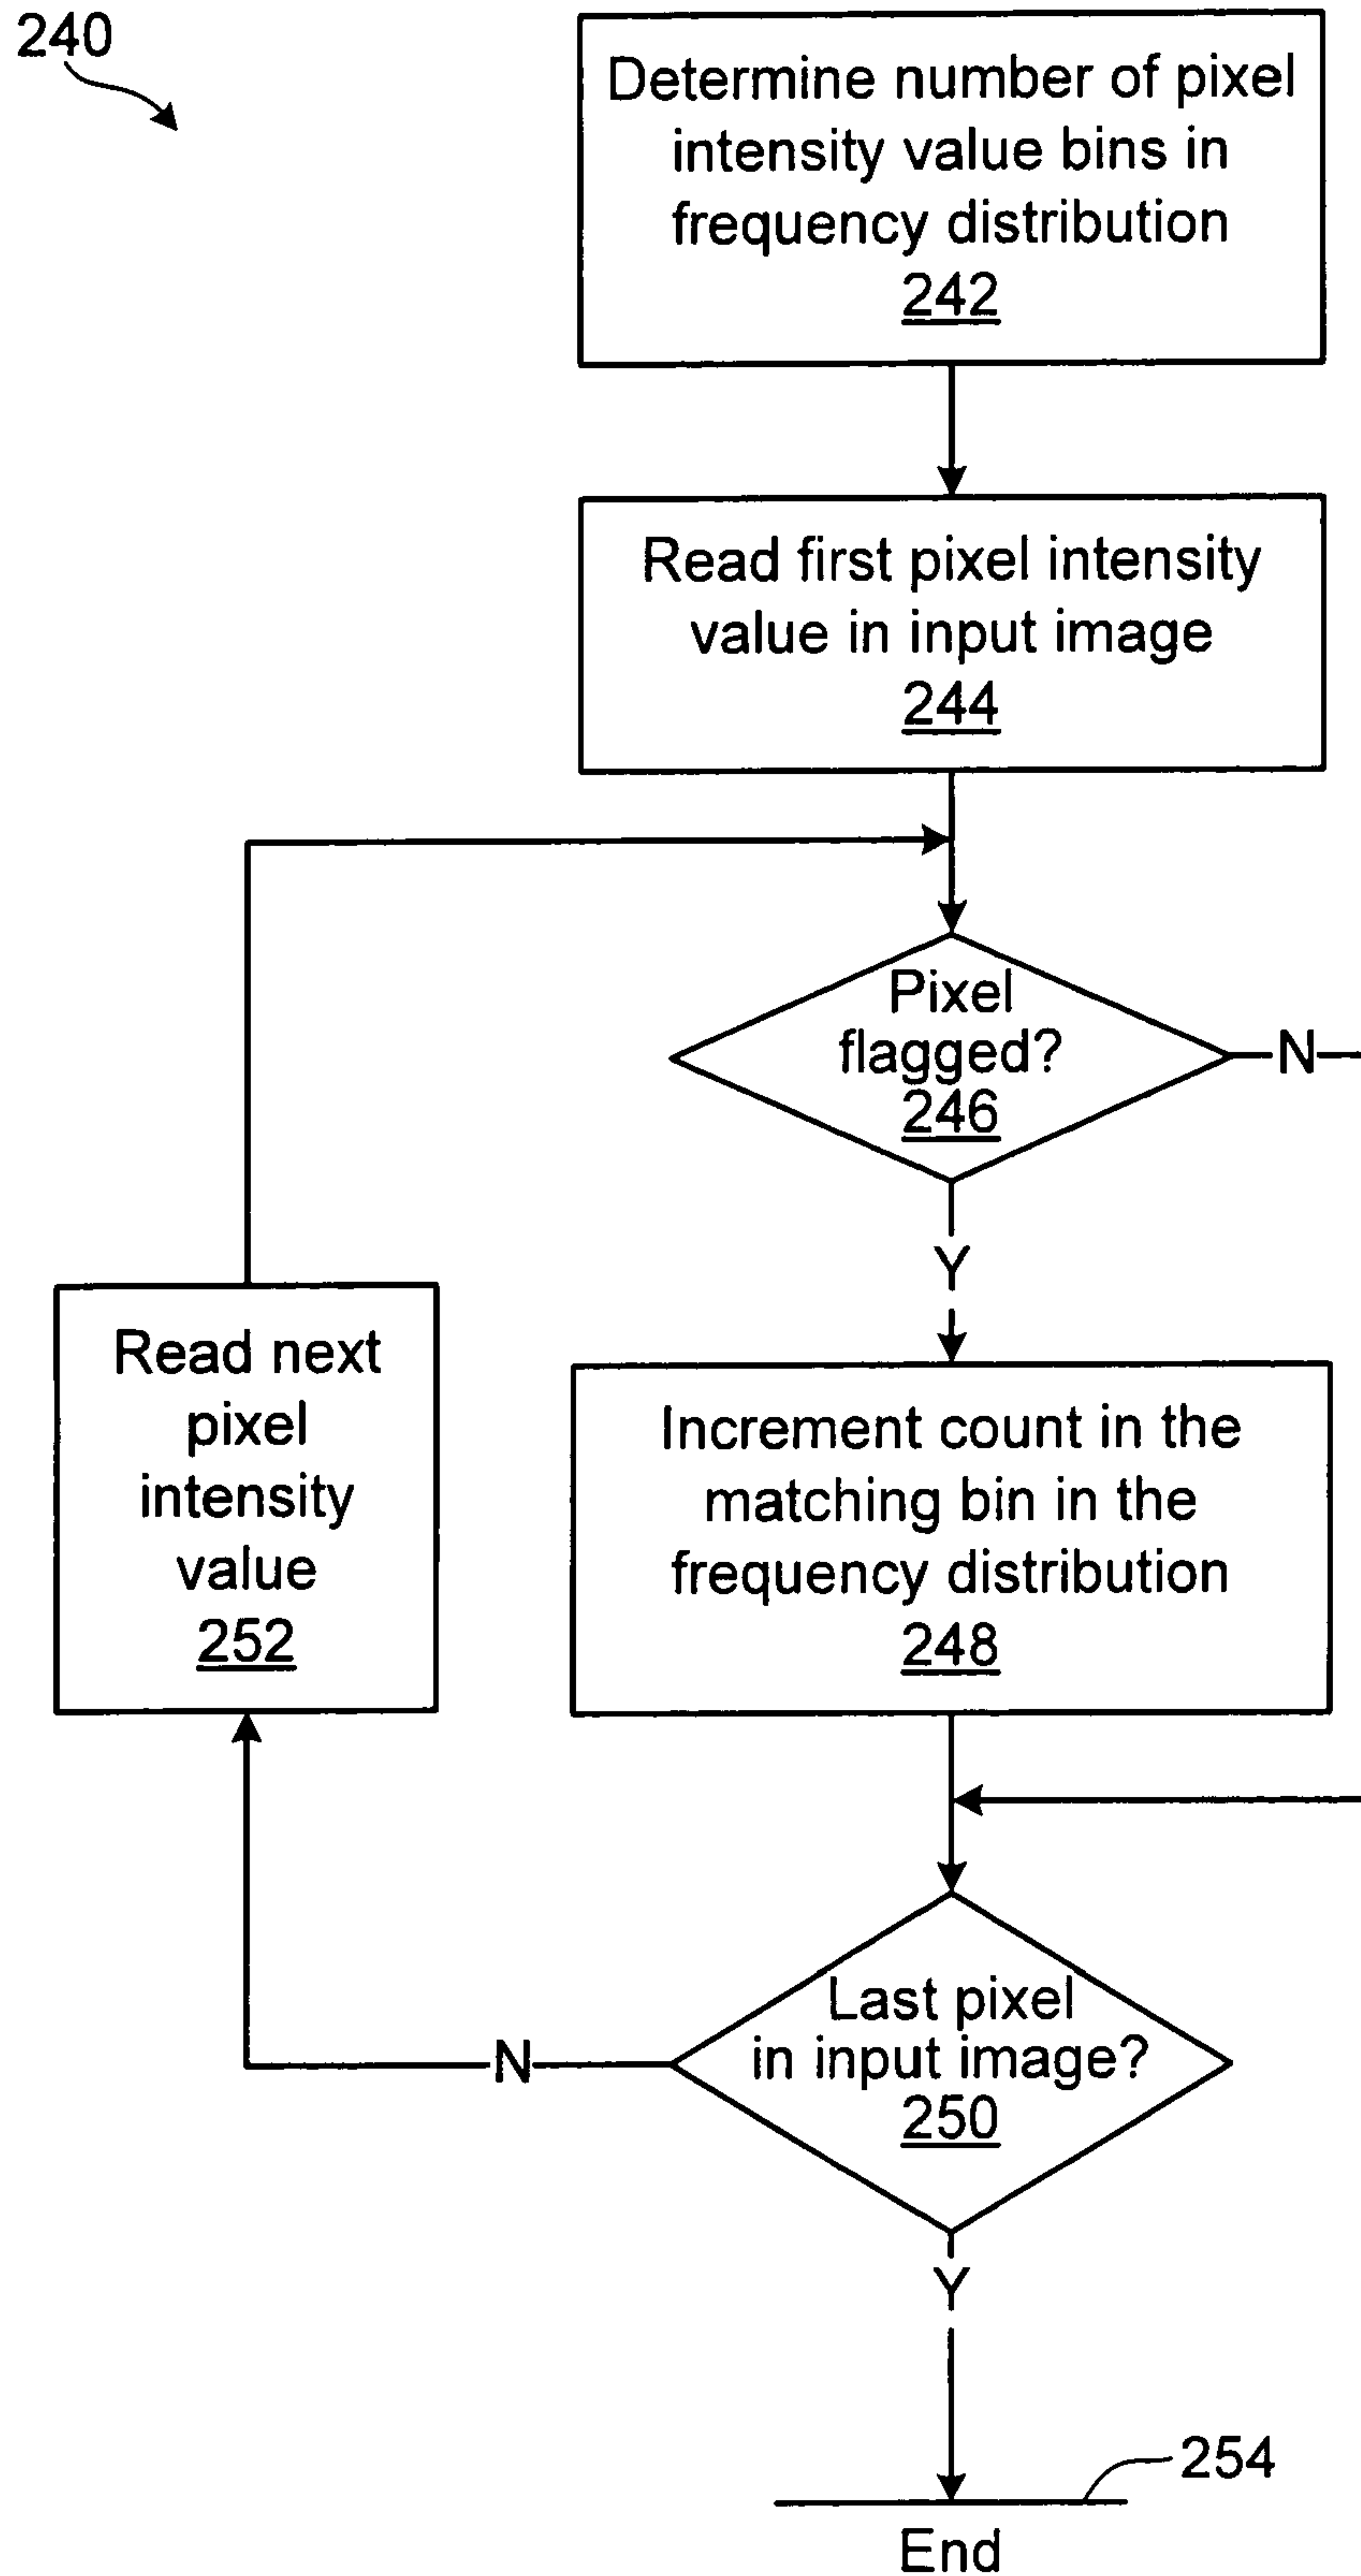 240
Determine number of pixel
intensity value bins in
frequency distribution
242
Read first pixel intensity
value in input image
244
Pixel
flagged?
246
N
Y
Read next
pixel
intensity
value
252
Increment count in the
matching bin in the
frequency distribution
248
Last pixel
in input image?
250
N
Y
254
End